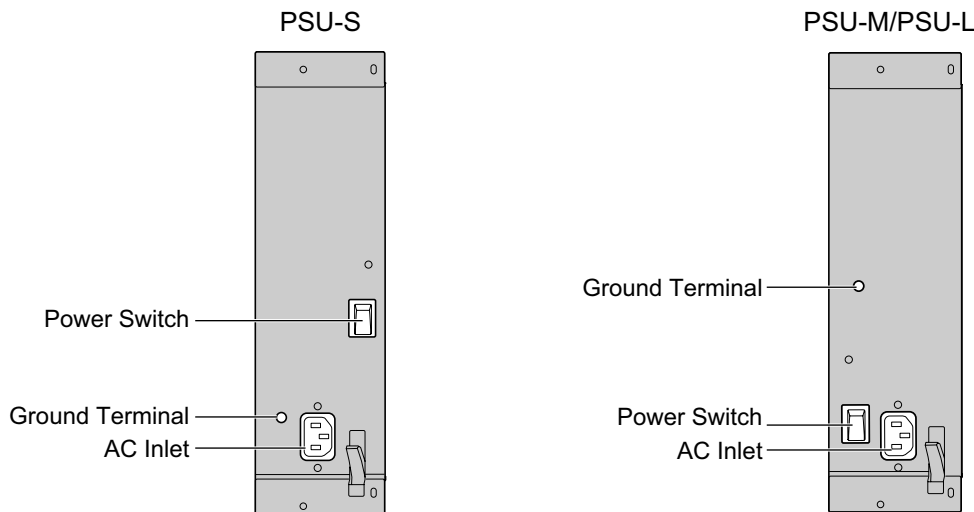 PSU-S
Power Switch
Ground Terminal
AC Inlet
PSU-M/PSU-L
Ground Terminal
Power Switch
AC Inlet